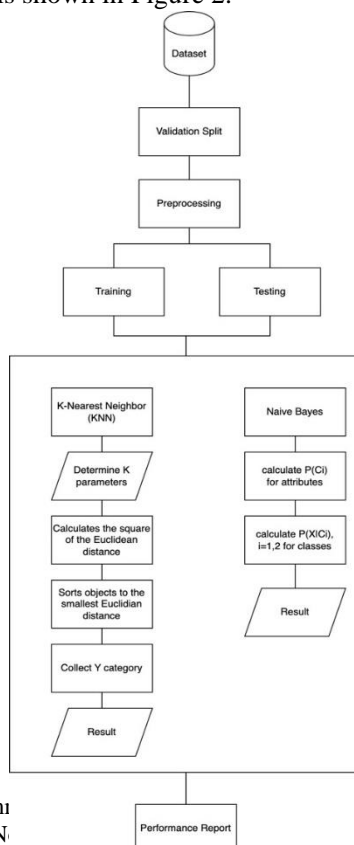 is shown in Figure 2.
Dataset
Validation Split
Preprocessing
Training
Testing
K-Nearest Neighbor
(KNN)
Determine K
parameters
Calculates the square
of the Euclidean
distance
Sorts objects to the
smallest Euclidian
distance
Collect Y category
Result
Naive Bayes
calculate P(Ci)
for attributes
calculate P(X|Ci),
i=1,2 for classes
Result
Performance Report